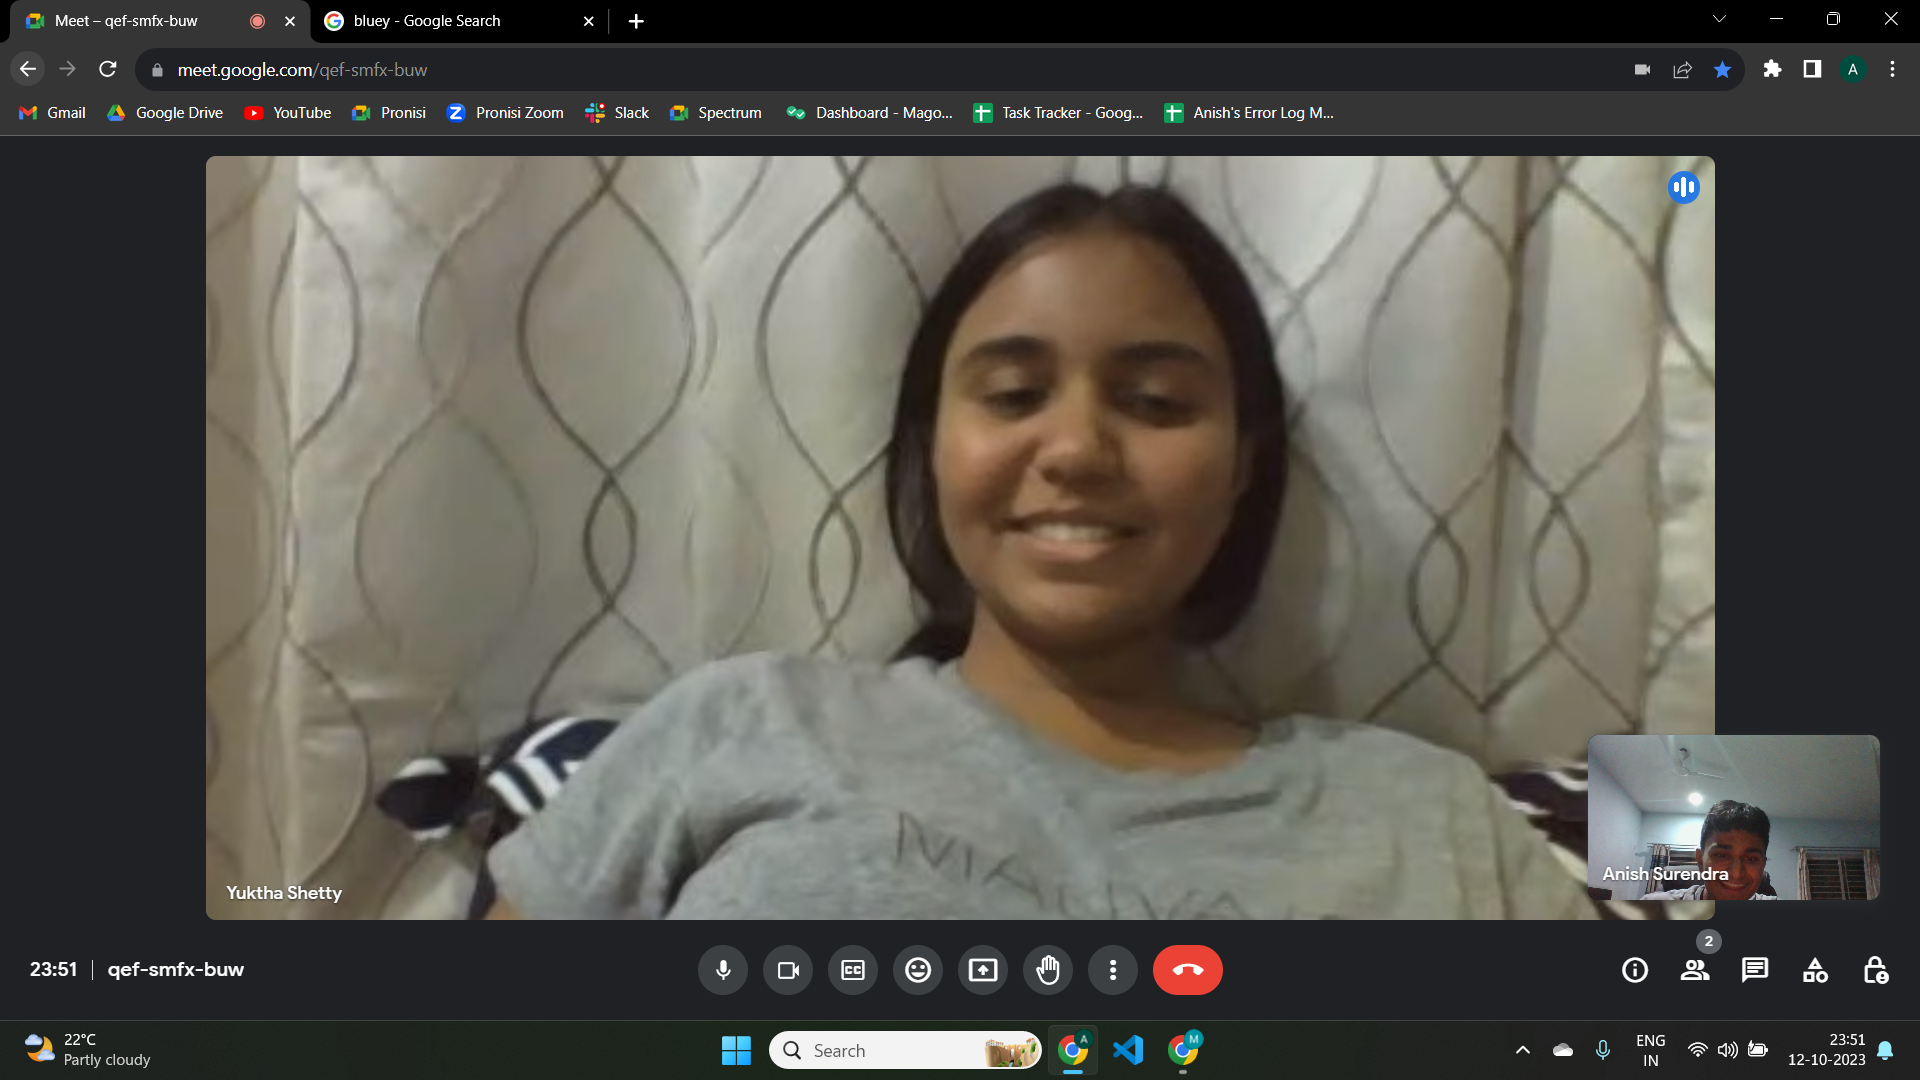 Meet – qef-smfx-buw
bluey - Google Search
meet.google.com/qef-smfx-buw
A
Gmail
Google Drive
YouTube
Pronisi
Pronisi Zoom
Slack
Spectrum
Dashboard - Mago...
Task Tracker - Goog...
Anish's Error Log M...
Yuktha Shetty
Anish Surendra
23:51
qef-smfx-buw
CC
2
22°C
Partly cloudy
Search
A
M
ENG
IN
23:51
12-10-2023